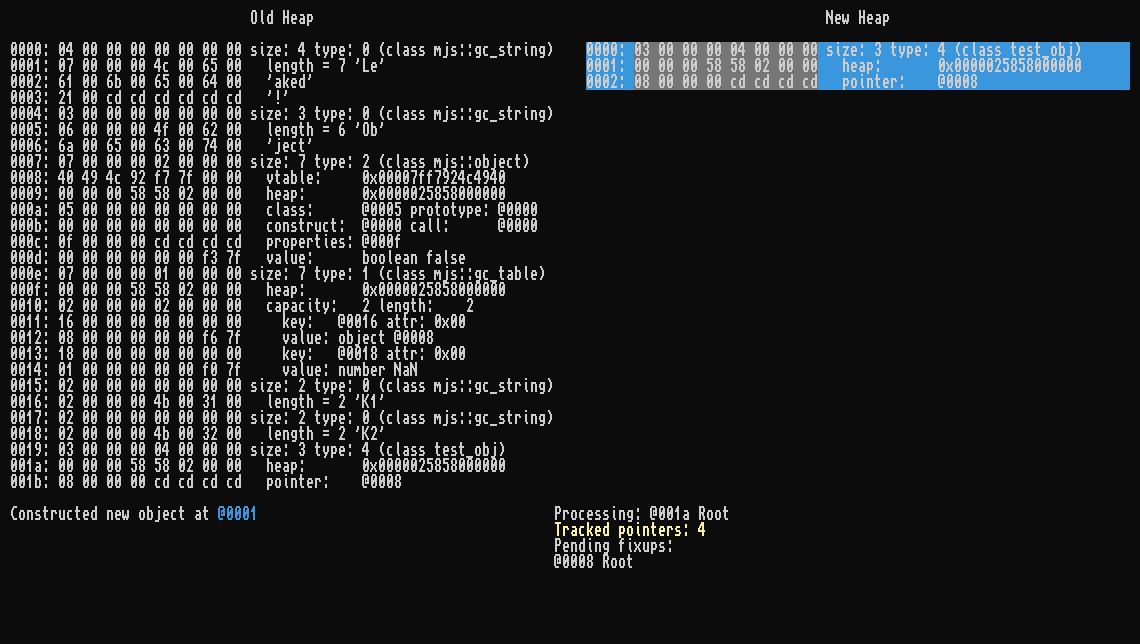 Old Heap
New Heap
0000: 04 00 00 00 00 00 00 00 size: 4 type: 0 (class mjs::gc_string)
0001: 07 00 00 00 4c 00 65 00   length = 7 'Le'
0002: 61 00 6b 00 65 00 64 00   'aked'
0003: 21 00 cd cd cd cd cd cd   '!'
0004: 03 00 00 00 00 00 00 00 size: 3 type: 0 (class mjs::gc_string)
0005: 06 00 00 00 4f 00 62 00   length = 6 'Ob'
0006: 6a 00 65 00 63 00 74 00   'ject'
0007: 07 00 00 00 02 00 00 00 size: 7 type: 2 (class mjs::object)
0008: 40 49 4c 92 f7 7f 00 00   vtable:     0x00007ff7924c4940
0009: 00 00 00 58 58 02 00 00   heap:       0x0000025858000000
000a: 05 00 00 00 00 00 00 00   class:      @0005 prototype: @0000
000b: 00 00 00 00 00 00 00 00   construct:  @0000 call:      @0000
000c: 0f 00 00 00 cd cd cd cd   properties: @000f
000d: 00 00 00 00 00 00 f3 7f   value:      boolean false
000e: 07 00 00 00 01 00 00 00 size: 7 type: 1 (class mjs::gc_table)
000f: 00 00 00 58 58 02 00 00   heap:       0x0000025858000000
0010: 02 00 00 00 02 00 00 00   capacity:   2 length:    2
0011: 16 00 00 00 00 00 00 00     key:   @0016 attr: 0x00
0012: 08 00 00 00 00 00 f6 7f     value: object @0008
0013: 18 00 00 00 00 00 00 00     key:   @0018 attr: 0x00
0014: 01 00 00 00 00 00 f0 7f     value: number NaN
0015: 02 00 00 00 00 00 00 00 size: 2 type: 0 (class mjs::gc_string)
0016: 02 00 00 00 4b 00 31 00   length = 2 'K1'
0017: 02 00 00 00 00 00 00 00 size: 2 type: 0 (class mjs::gc_string)
0018: 02 00 00 00 4b 00 32 00   length = 2 'K2'
0019: 03 00 00 00 04 00 00 00 size: 3 type: 4 (class test_obj)
001a: 00 00 00 58 58 02 00 00   heap:       0x0000025858000000
001b: 08 00 00 00 cd cd cd cd   pointer:    @0008
0000: 03 00 00 00 04 00 00 00 size: 3 type: 4 (class test_obj)
0001: 00 00 00 58 58 02 00 00   heap:       0x0000025858000000
0002: 08 00 00 00 cd cd cd cd   pointer:    @0008
Constructed new object at @0001
Processing: @001a Root
Tracked pointers: 4
Pending fixups:
@0008 Root